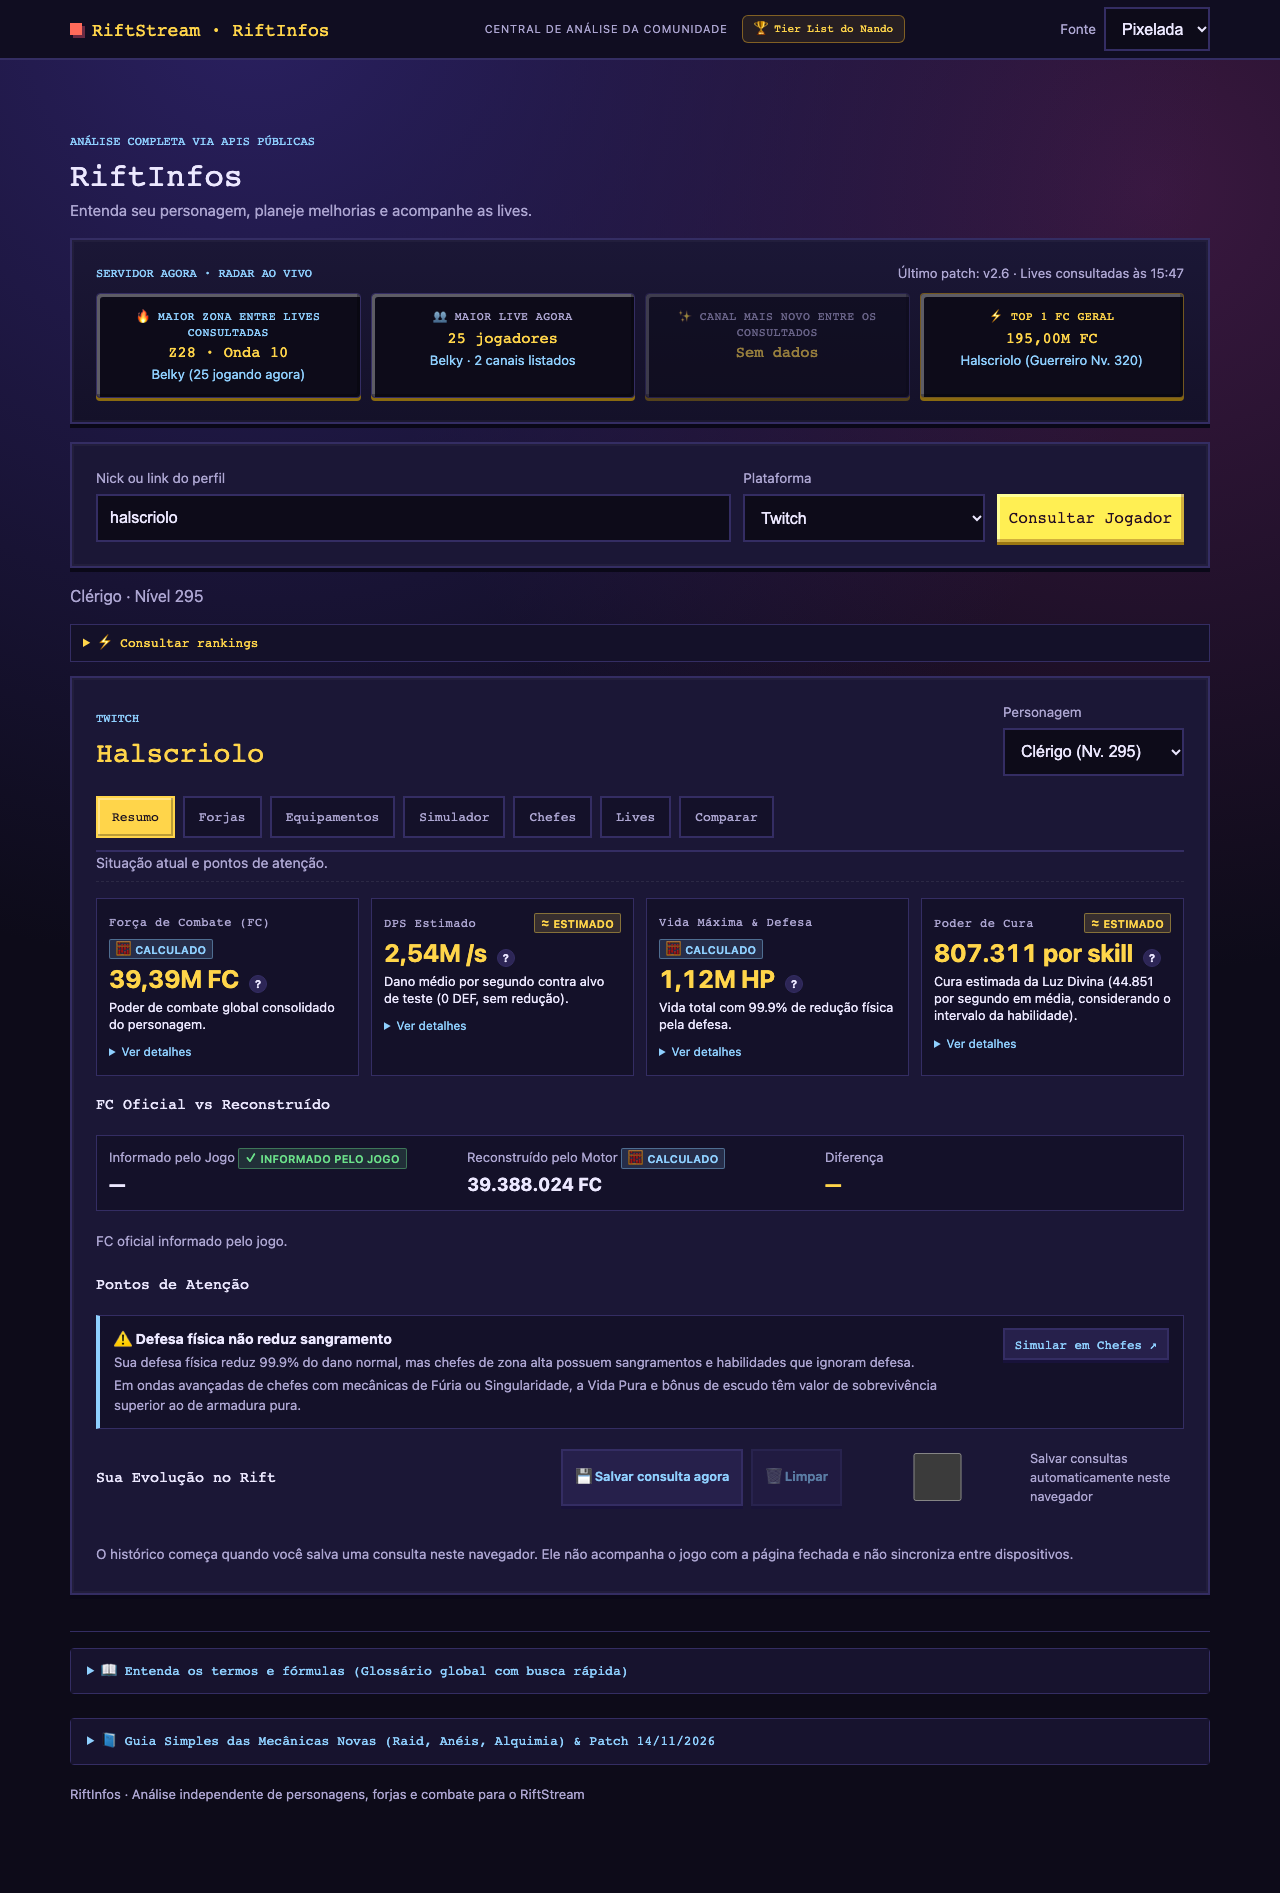 RiftStream • RiftInfos
CENTRAL DE ANÁLISE DA COMUNIDADE
🏆 Tier List do Nando
Fonte
Pixelada
ANÁLISE COMPLETA VIA APIS PÚBLICAS
RiftInfos
Entenda seu personagem, planeje melhorias e acompanhe as lives.
SERVIDOR AGORA • RADAR AO VIVO
Último patch: v2.6 · Lives consultadas às 15:47
🔥 MAIOR ZONA ENTRE LIVES
CONSULTADAS
Z28 • Onda 10
Belky (25 jogando agora)
👥 MAIOR LIVE AGORA
25 jogadores
Belky · 2 canais listados
✨ CANAL MAIS NOVO ENTRE OS
CONSULTADOS
Sem dados
⚡ TOP 1 FC GERAL
195,00M FC
Halscriolo (Guerreiro Nv. 320)
Nick ou link do perfil
halscriolo
Plataforma
Twitch
Consultar Jogador
Clérigo · Nível 295
▶ ⚡ Consultar rankings
TWITCH
Halscriolo
Personagem
Clérigo (Nv. 295)
Resumo
Forjas
Equipamentos
Simulador
Chefes
Lives
Comparar
Situação atual e pontos de atenção.
Força de Combate (FC)
🧮 CALCULADO
39,39M FC ?
Poder de combate global consolidado
do personagem.
▶ Ver detalhes
DPS Estimado
≈ ESTIMADO
2,54M /s ?
Dano médio por segundo contra alvo
de teste (0 DEF, sem redução).
▶ Ver detalhes
Vida Máxima & Defesa
🧮 CALCULADO
1,12M HP ?
Vida total com 99.9% de redução física
pela defesa.
▶ Ver detalhes
Poder de Cura
≈ ESTIMADO
807.311 por skill ?
Cura estimada da Luz Divina (44.851
por segundo em média, considerando o
intervalo da habilidade).
▶ Ver detalhes
FC Oficial vs Reconstruído
Informado pelo Jogo ✓ INFORMADO PELO JOGO
—
Reconstruído pelo Motor 🧮 CALCULADO
39.388.024 FC
Diferença
—
FC oficial informado pelo jogo.
Pontos de Atenção
⚠️ Defesa física não reduz sangramento
Sua defesa física reduz 99.9% do dano normal, mas chefes de zona alta possuem sangramentos e habilidades que ignoram defesa.
Em ondas avançadas de chefes com mecânicas de Fúria ou Singularidade, a Vida Pura e bônus de escudo têm valor de sobrevivência
superior ao de armadura pura.
Simular em Chefes ↗
Sua Evolução no Rift
💾 Salvar consulta agora
🗑️ Limpar
Salvar consultas
automaticamente neste
navegador
O histórico começa quando você salva uma consulta neste navegador. Ele não acompanha o jogo com a página fechada e não sincroniza entre dispositivos.
▶ 📖 Entenda os termos e fórmulas (Glossário global com busca rápida)
▶ 📘 Guia Simples das Mecânicas Novas (Raid, Anéis, Alquimia) & Patch 14/11/2026
RiftInfos · Análise independente de personagens, forjas e combate para o RiftStream